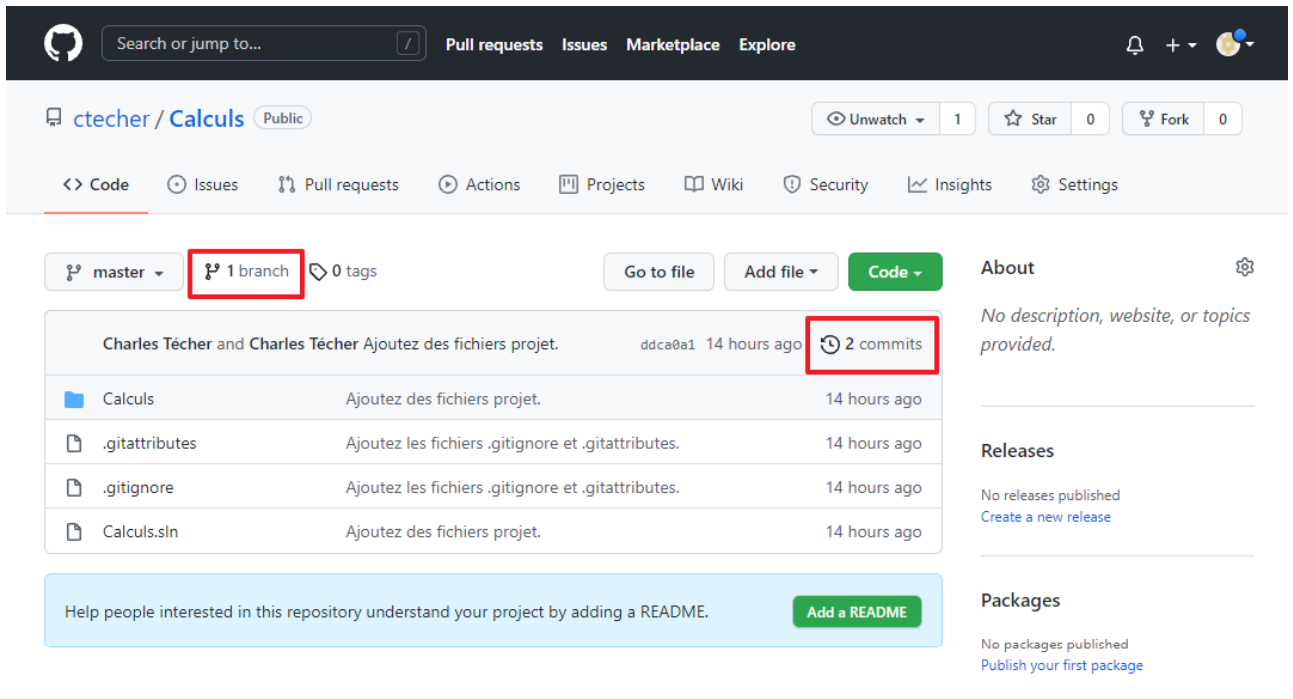 Search or jump to... / Pull requests Issues Marketplace Explore
ctecher / Calculs Public Unwatch 1 Star 0 Fork 0
Code Issues Pull requests Actions Projects Wiki Security Insights Settings
master 1 branch 0 tags Go to file Add file Code
About
No description, website, or topics
provided.
Charles Técher and Charles Técher Ajoutez des fichiers projet. ddca0a1 14 hours ago 2 commits
Calculs Ajoutez des fichiers projet. 14 hours ago
.gitattributes Ajoutez les fichiers .gitignore et .gitattributes. 14 hours ago
.gitignore Ajoutez les fichiers .gitignore et .gitattributes. 14 hours ago
Calculs.sln Ajoutez des fichiers projet. 14 hours ago
Releases
No releases published
Create a new release
Help people interested in this repository understand your project by adding a README. Add a README
Packages
No packages published
Publish your first package